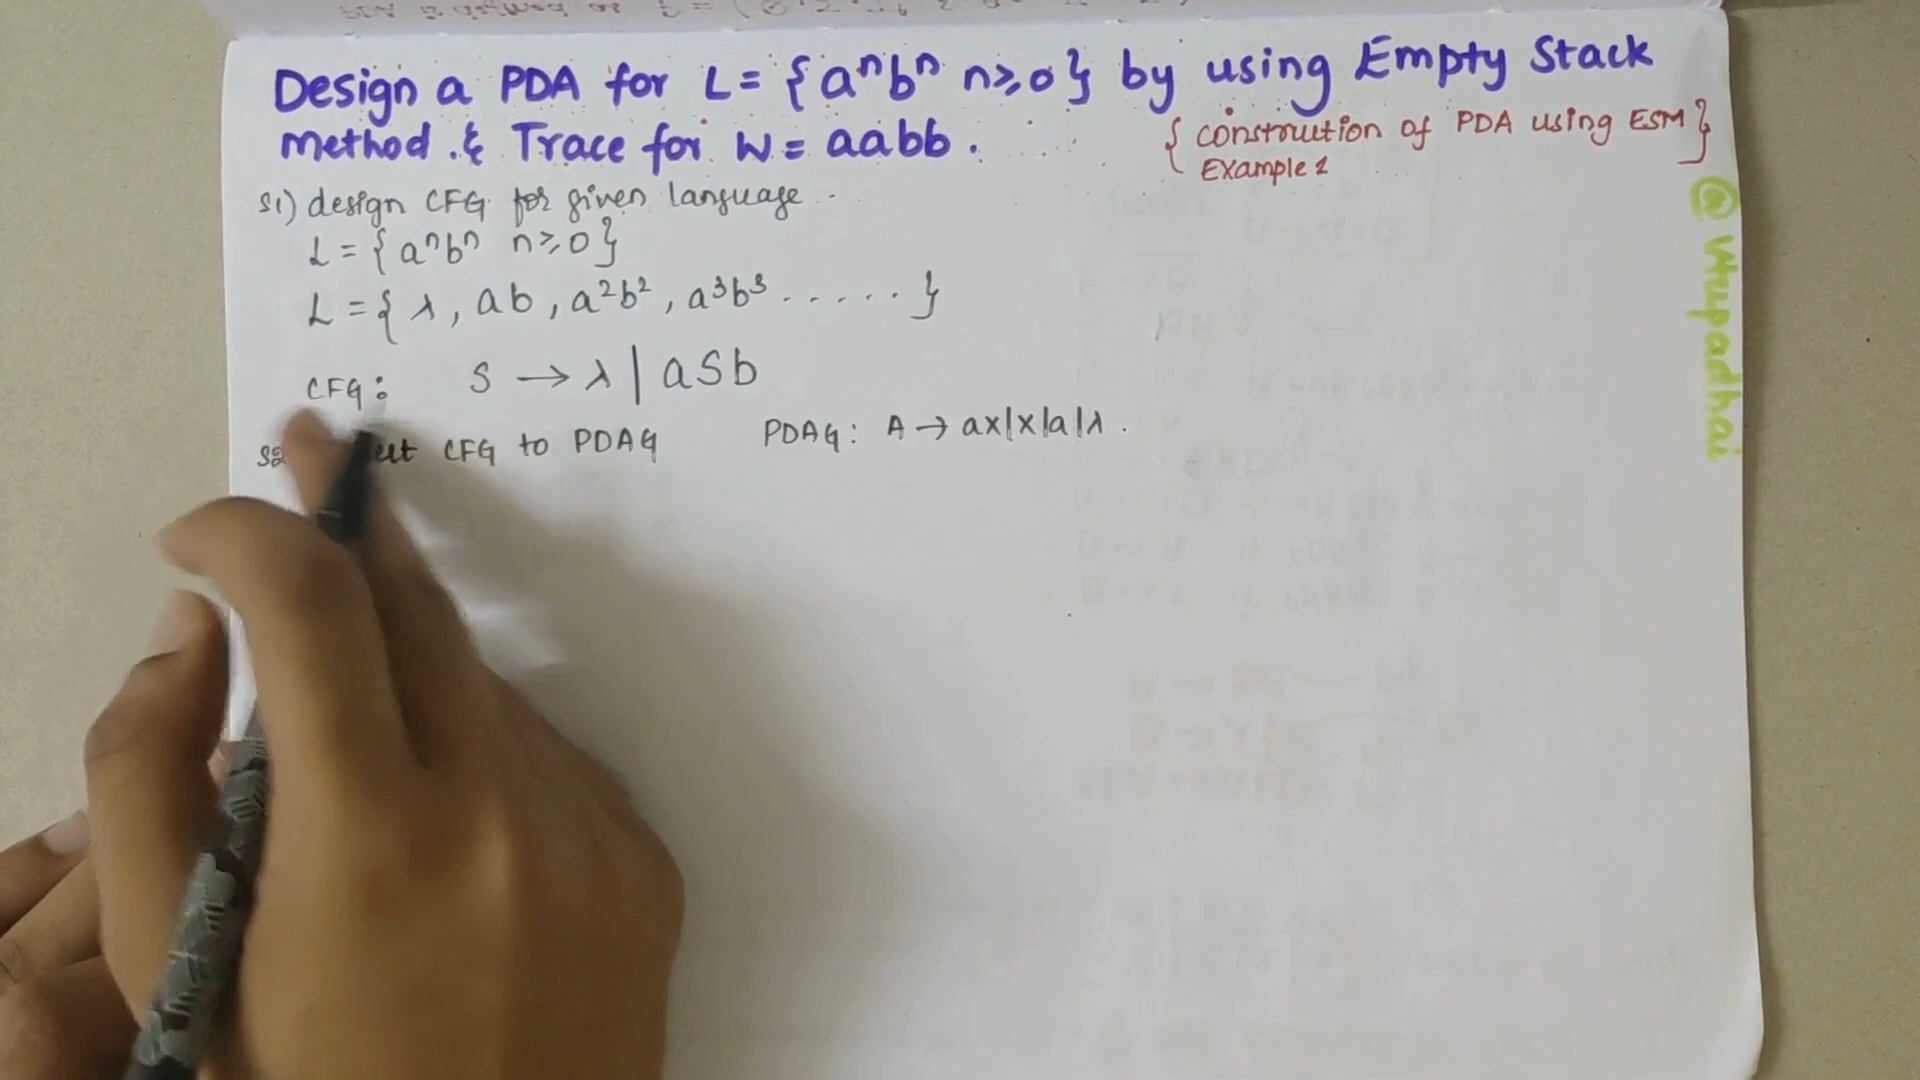 Design a PDA for L = {aⁿbⁿ n≥0} by using Empty Stack
method. & Trace for W = aabb.
{ construction of PDA using ESM }
Example 1
S1) design CFG for given language
L = {aⁿbⁿ n≥0}
L = {λ, ab, a²b², a³b³ ..... }
CFG: S → λ | aSb
S2 CFG to PDAG PDAG: A → ax|x|a|λ.
@Vtupadhai